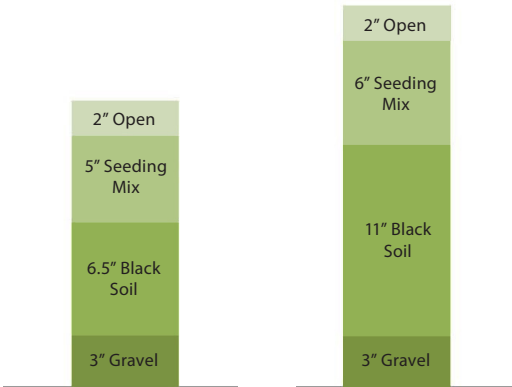 2” Open
5” Seeding
Mix
6.5” Black
Soil
3” Gravel
2” Open
6” Seeding
Mix
11” Black
Soil
3” Gravel